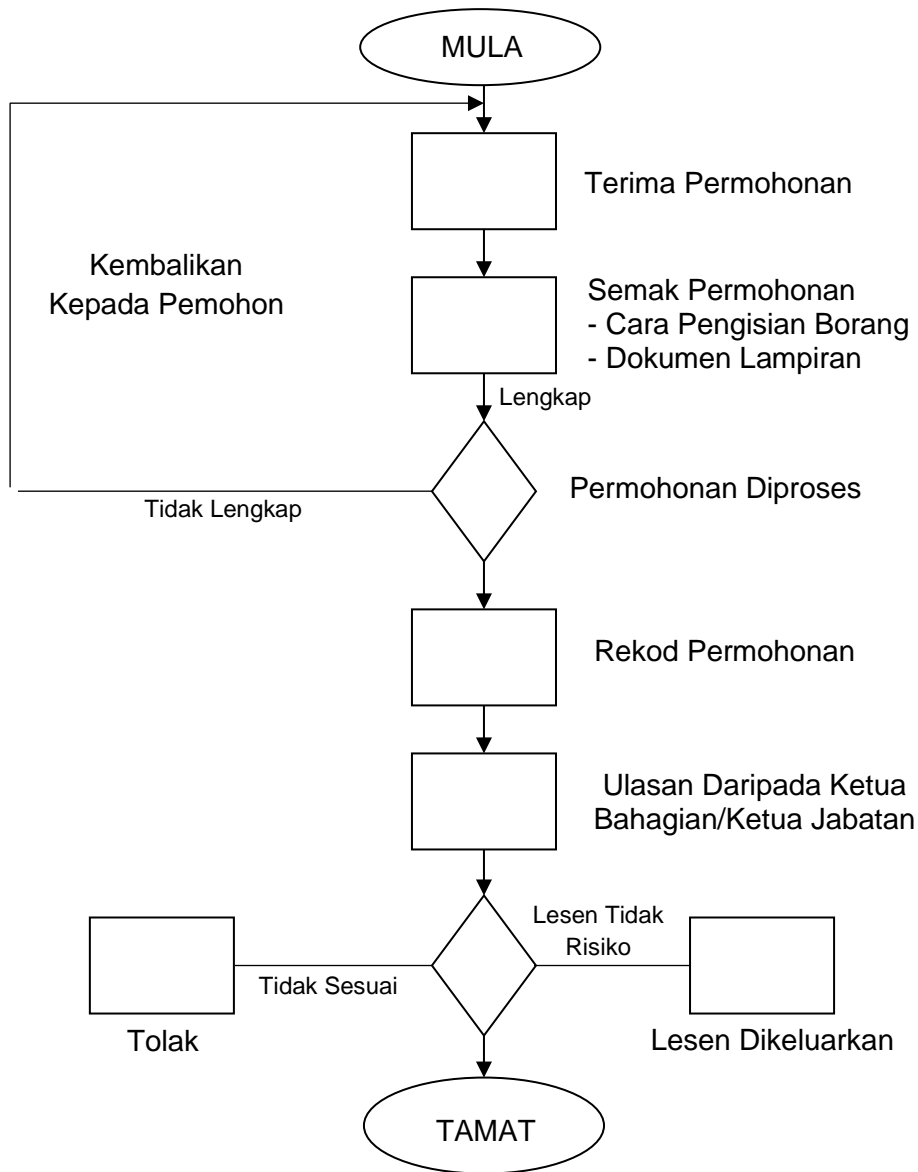 MULA
Terima Permohonan
Kembalikan
Kepada Pemohon
Semak Permohonan
- Cara Pengisian Borang
- Dokumen Lampiran
Lengkap
Permohonan Diproses
Tidak Lengkap
Rekod Permohonan
Ulasan Daripada Ketua
Bahagian/Ketua Jabatan
Lesen Tidak
Risiko
Tidak Sesuai
Tolak
Lesen Dikeluarkan
TAMAT